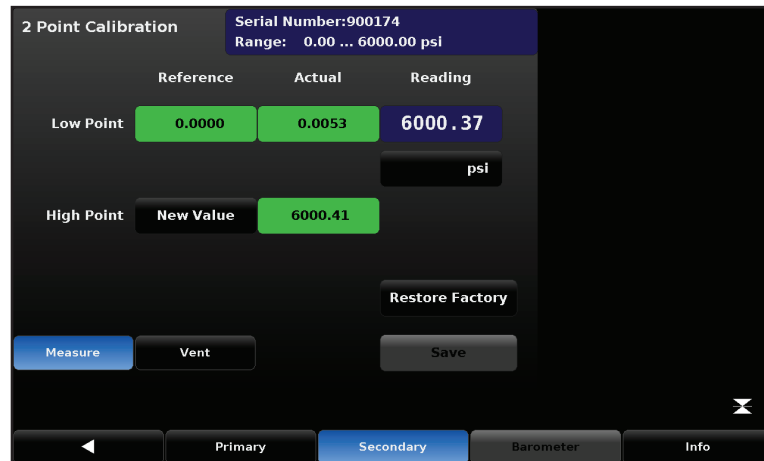 2 Point Calibration
Serial Number:900174
Range: 0.00 ... 6000.00 psi
Reference Actual Reading
Low Point 0.0000 0.0053 6000.37
psi
High Point New Value 6000.41
Restore Factory
Measure Vent Save
Primary Secondary Barometer Info